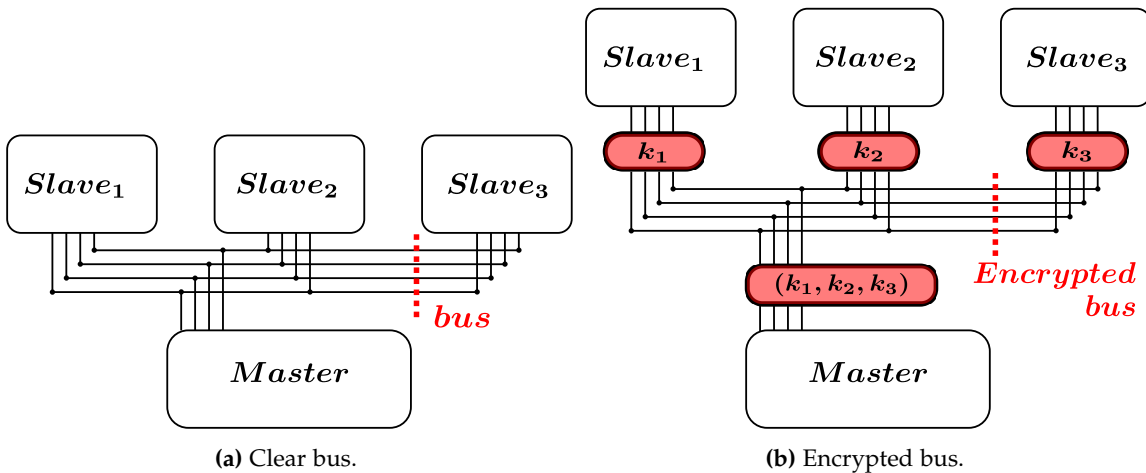 Slave₁
Slave₂
Slave₃
bus
Master
(a) Clear bus.
Slave₁
Slave₂
Slave₃
k₁
k₂
k₃
(k₁, k₂, k₃)
Encrypted
bus
Master
(b) Encrypted bus.